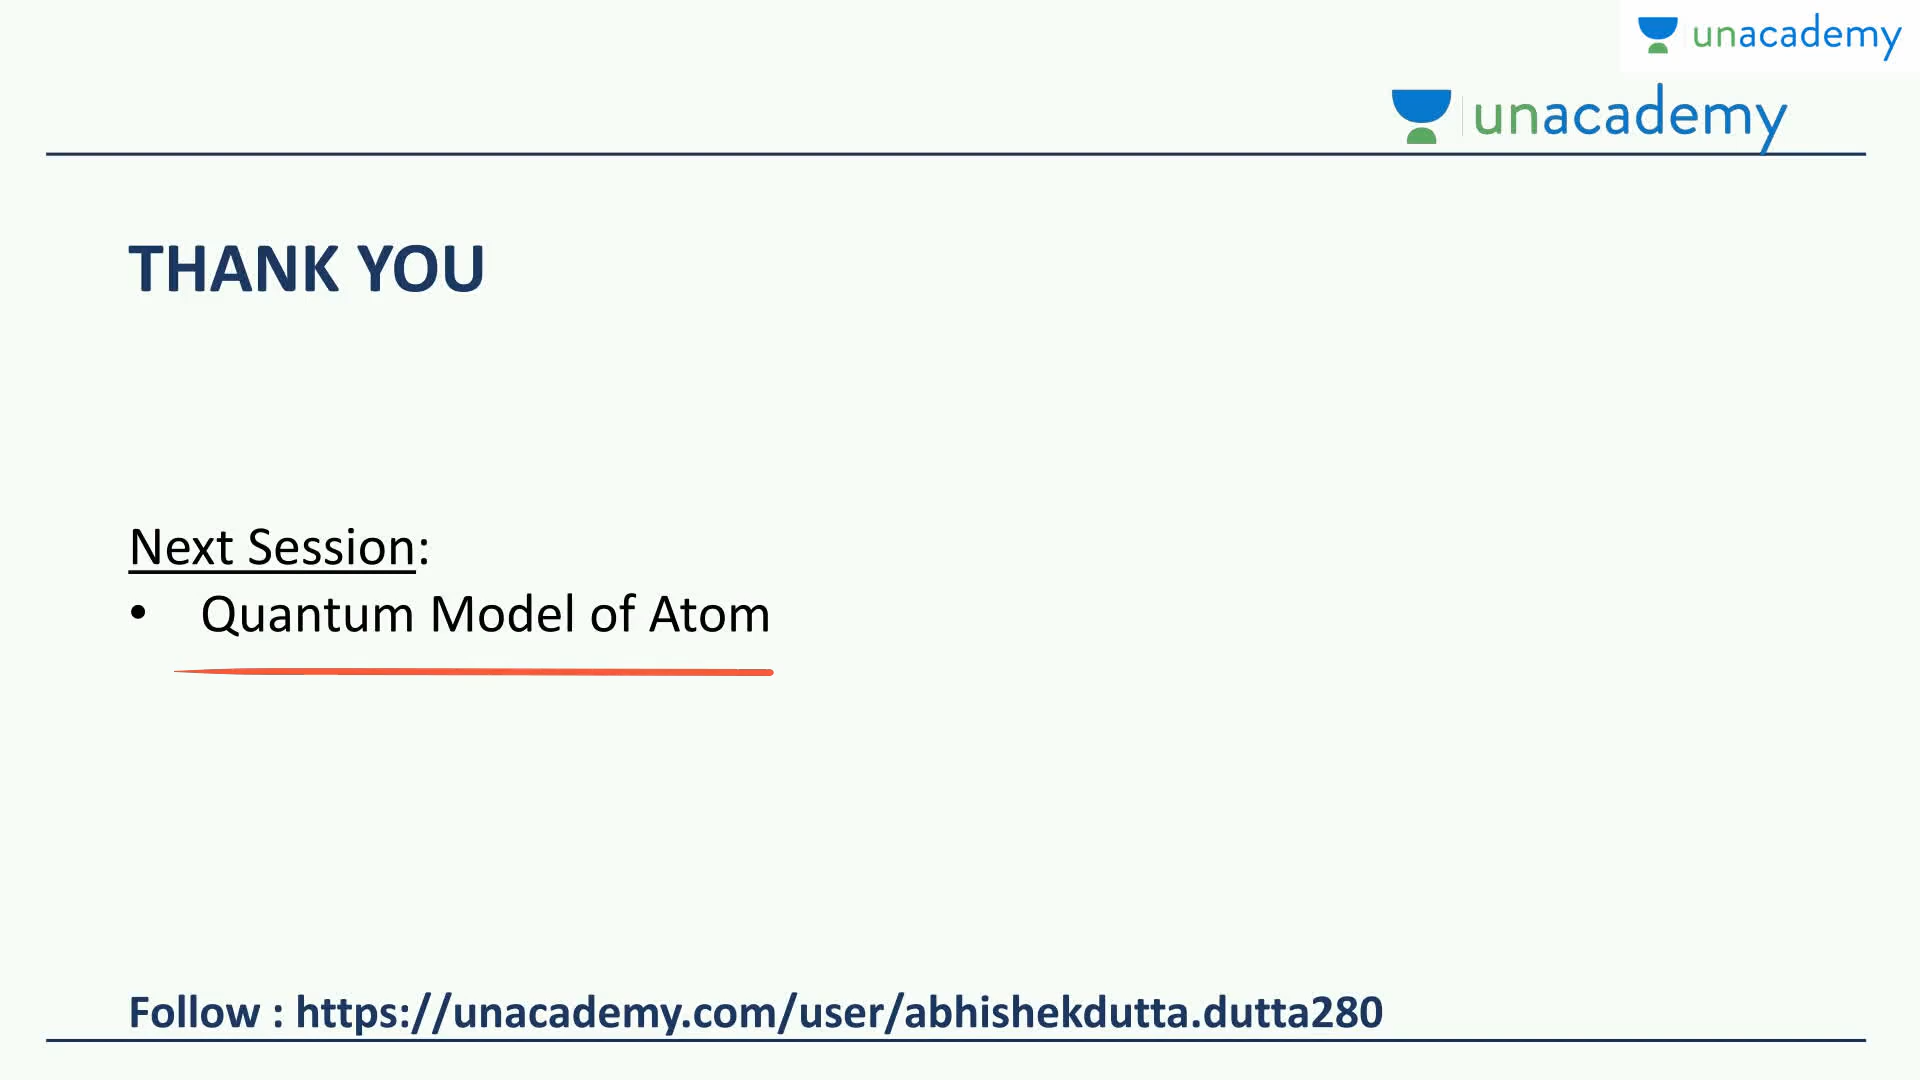 unacademy
unacademy
THANK YOU
Next Session:
• Quantum Model of Atom
Follow : https://unacademy.com/user/abhishekdutta.dutta280